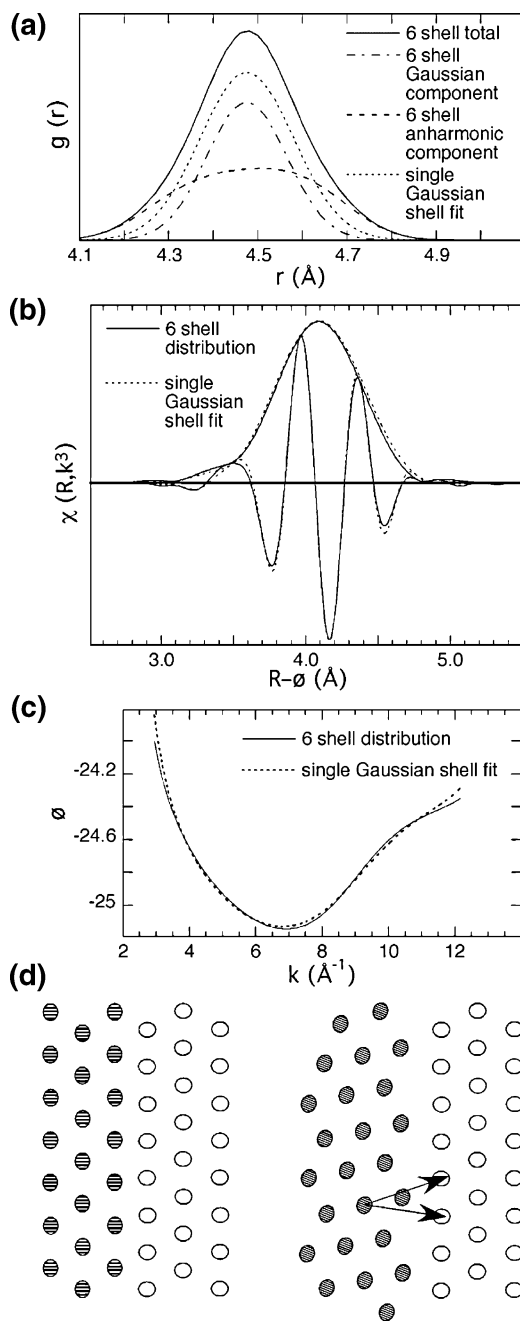 (a)
6 shell total
6 shell
Gaussian
component
6 shell
anharmonic
component
single
Gaussian
shell fit
g (r)
4.1 4.3 4.5 4.7 4.9
r (Å)
(b)
6 shell
distribution
single
Gaussian
shell fit
χ (R,k³)
3.0 4.0 5.0
R–ø (Å)
(c)
6 shell distribution
single Gaussian shell fit
ø
-24.2
-24.6
-25
2 4 6 8 10 12
k (Å⁻¹)
(d)